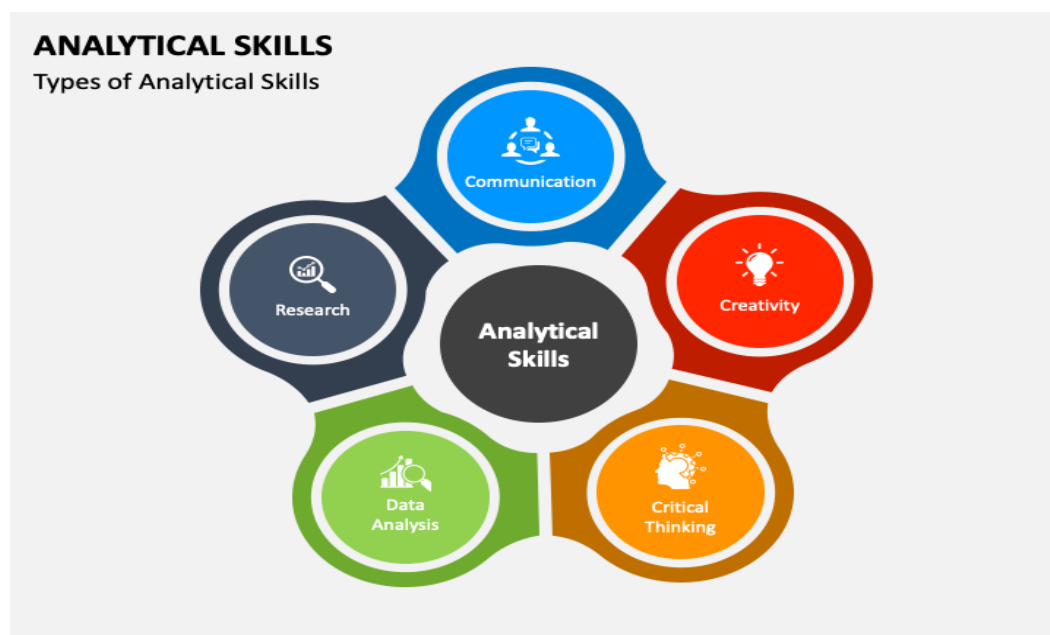 ANALYTICAL SKILLS
Types of Analytical Skills
Communication
Creativity
Research
Analytical
Skills
Critical
Thinking
Data
Analysis